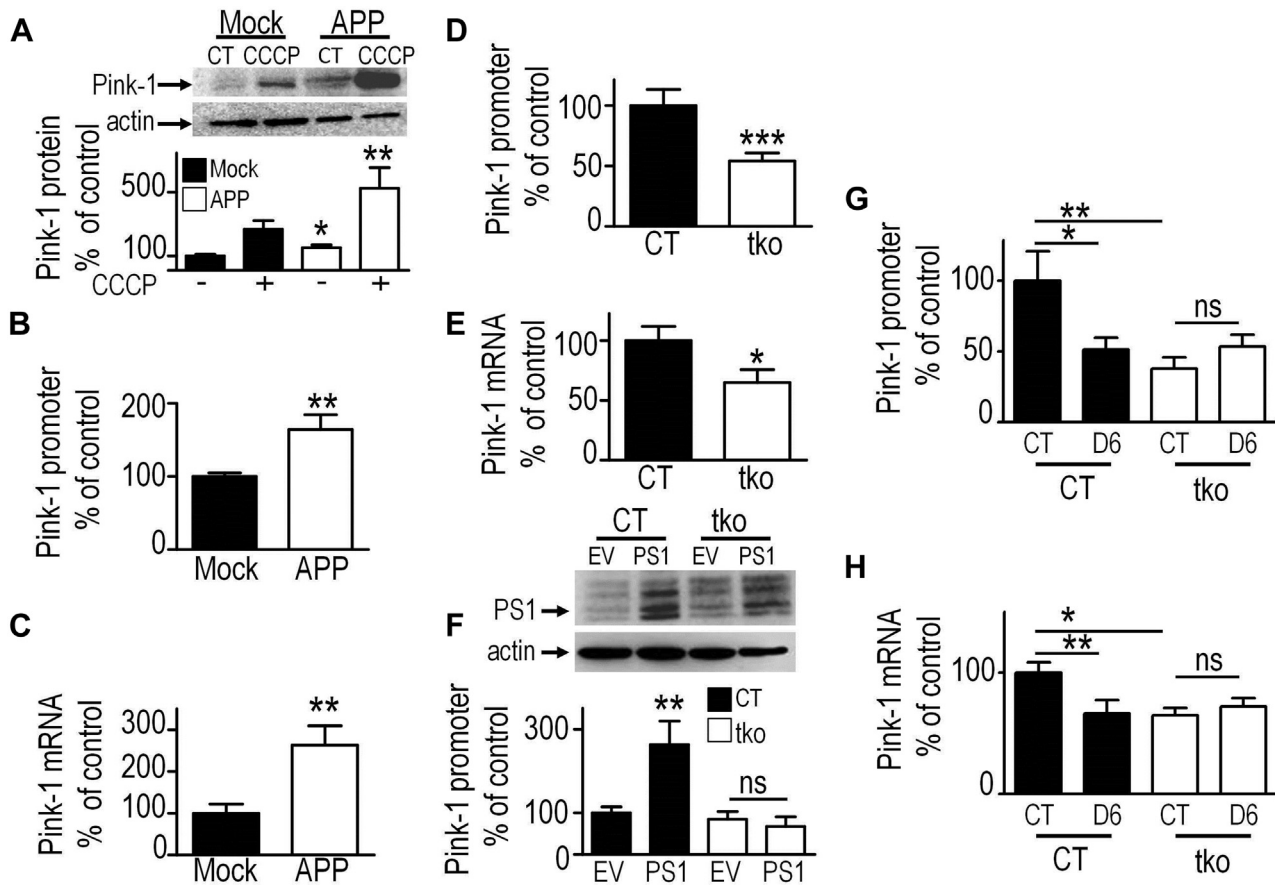 A
Mock APP
CT CCCP CT CCCP
Pink-1
actin
Pink-1 protein
% of control
500
100
Mock
APP
*
**
CCCP - + - +
B
Pink-1 promoter
% of control
200
100
0
**
Mock APP
C
Pink-1 mRNA
% of control
300
200
100
0
**
Mock APP
D
Pink-1 promoter
% of control
100
50
0
***
CT tko
E
Pink-1 mRNA
% of control
100
50
0
*
CT tko
F
CT tko
EV PS1 EV PS1
PS1
actin
Pink-1 promoter
% of control
300
100
0
**
CT
tko
ns
EV PS1 EV PS1
G
Pink-1 promoter
% of control
100
50
0
**
*
ns
CT D6 CT D6
CT tko
H
Pink-1 mRNA
% of control
100
0
*
**
ns
CT D6 CT D6
CT tko